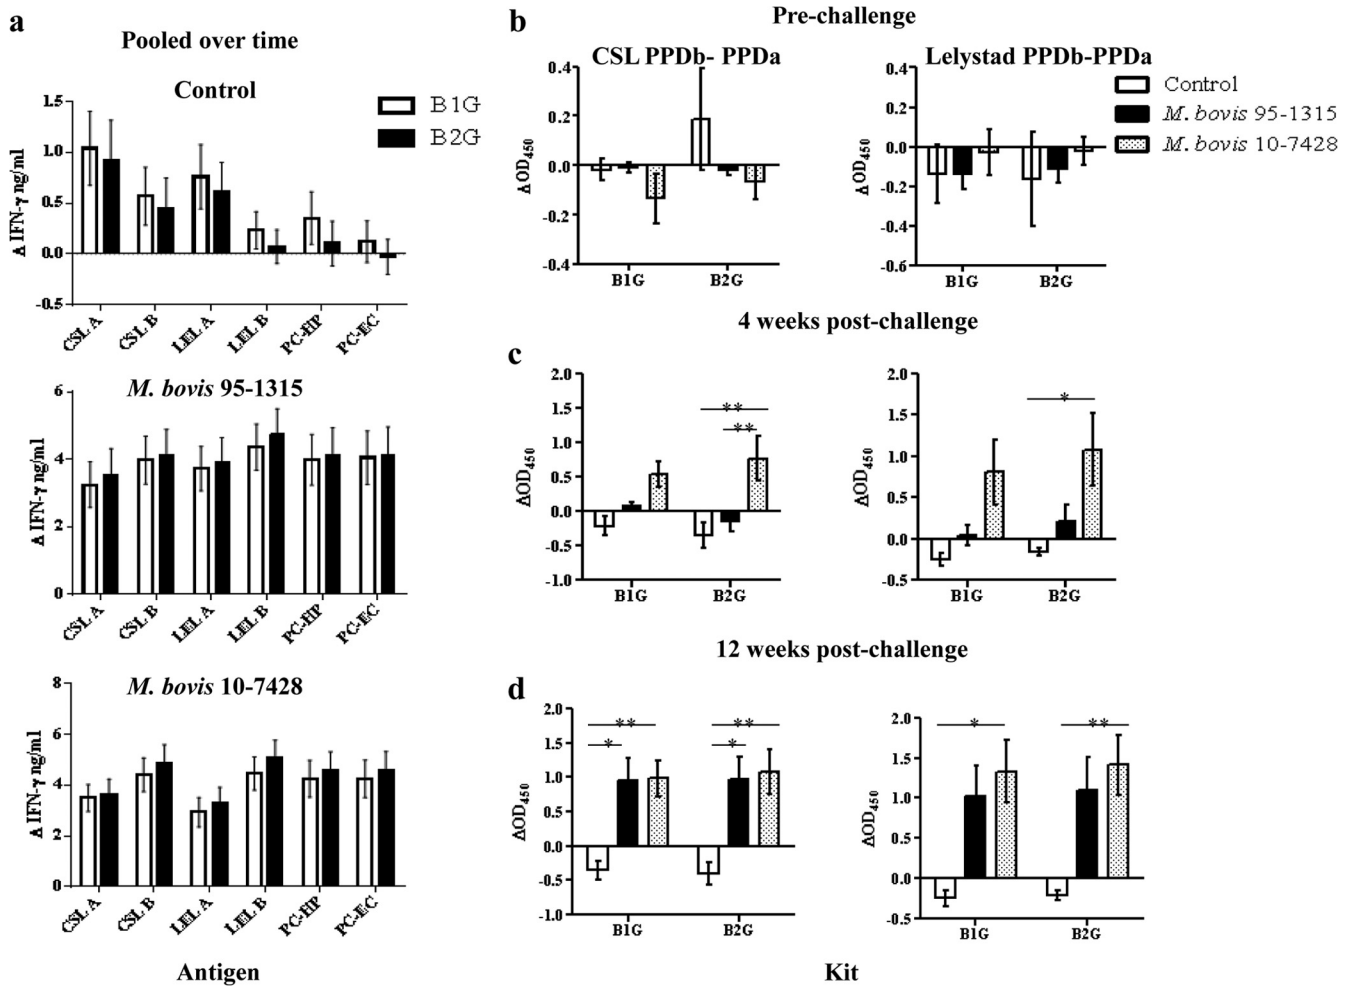 a
Pooled over time
Control
B1G
B2G
Δ IFN-γ ng/ml
1.5
1.0
0.5
0.0
-0.5
CSL A
CSL B
LEL A
LEL B
PC-HP
PC-EC
M. bovis 95-1315
Δ IFN-γ ng/ml
6
4
2
0
CSL A
CSL B
LEL A
LEL B
PC-HP
PC-EC
M. bovis 10-7428
Δ IFN-γ ng/ml
8
6
4
2
0
CSL A
CSL B
LEL A
LEL B
PC-HP
PC-EC
Antigen
b
Pre-challenge
CSL PPDb- PPDa
ΔOD450
0.4
0.2
0.0
-0.2
-0.4
B1G
B2G
Lelystad PPDb-PPDa
ΔOD450
0.4
0.2
0.0
-0.2
-0.4
-0.6
B1G
B2G
Control
M. bovis 95-1315
M. bovis 10-7428
4 weeks post-challenge
c
ΔOD450
2.0
1.5
1.0
0.5
0.0
-0.5
-1.0
**
**
B1G
B2G
ΔOD450
2.0
1.5
1.0
0.5
0.0
-0.5
*
B1G
B2G
12 weeks post-challenge
d
ΔOD450
2.0
1.5
1.0
0.5
0.0
-0.5
-1.0
**
*
**
*
B1G
B2G
ΔOD450
2.0
1.5
1.0
0.5
0.0
-0.5
*
**
B1G
B2G
Kit